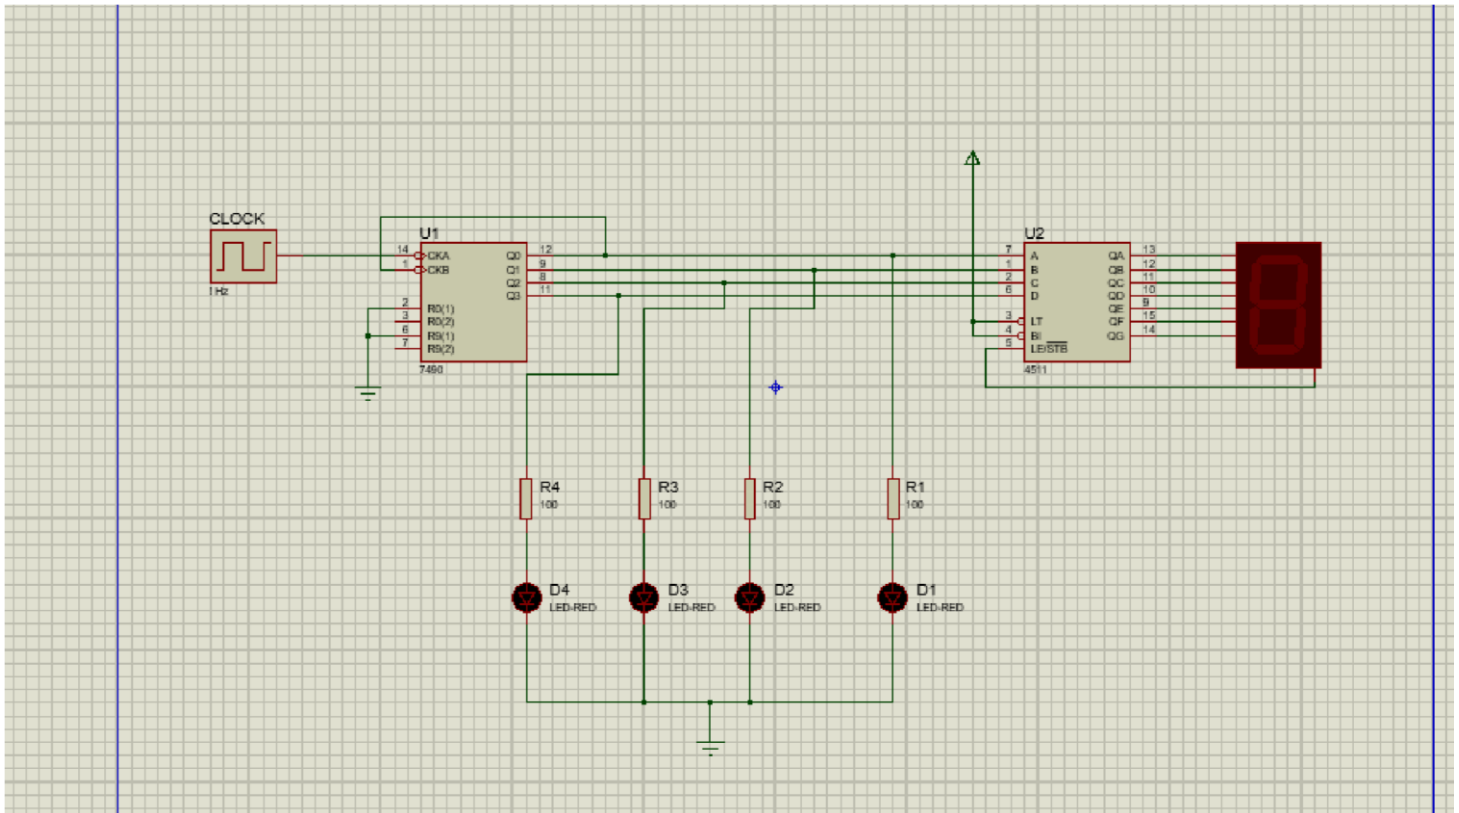 CLOCK
1Hz
U1
14 CKA Q0 12
1 CKB Q1 9
Q2 8
Q3 11
2 R0(1)
3 R0(2)
6 R9(1)
7 R9(2)
7490
U2
7 A QA 13
1 B QB 12
2 C QC 11
6 D QD 10
QE 9
3 LT QF 15
4 BI QG 14
5 LE/STB
4511
R4
100
R3
100
R2
100
R1
100
D4
LED-RED
D3
LED-RED
D2
LED-RED
D1
LED-RED